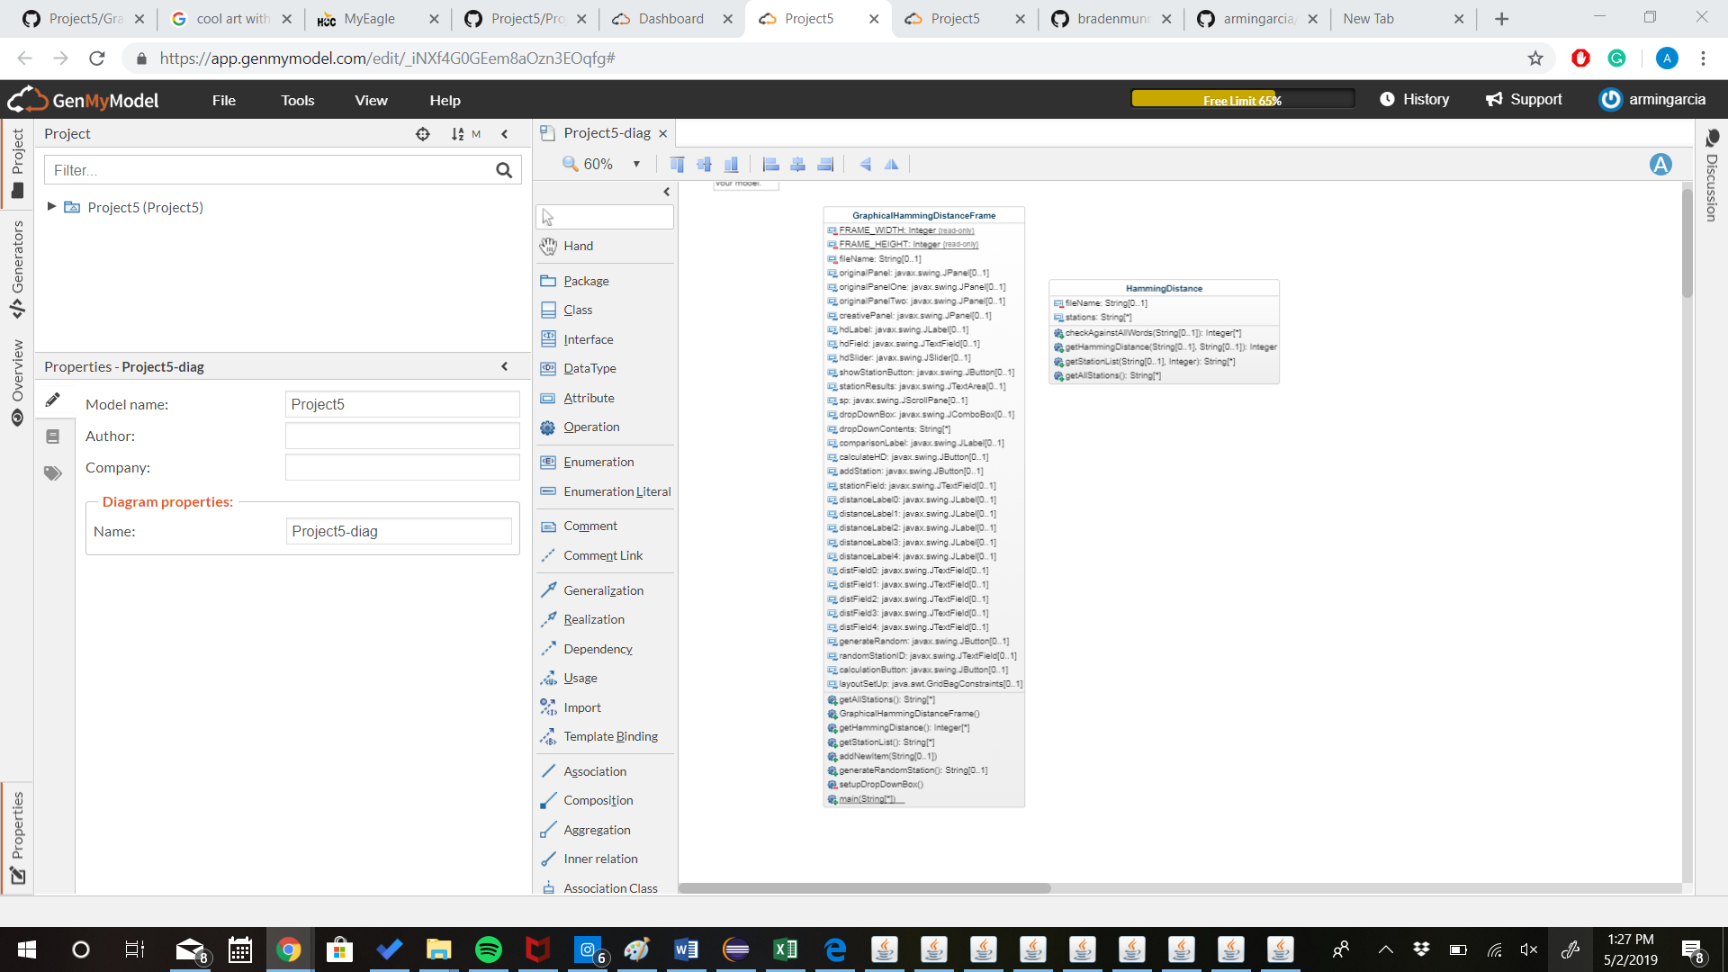 Project5/Gra
cool art with
MyEagle
Project5/Pro
Dashboard
Project5
Project5
bradenmunr
armingarcia/
New Tab
https://app.genmymodel.com/edit/_iNXf4G0GEem8aOzn3EOqfg#
A
GenMyModel
File
Tools
View
Help
Free Limit 65%
History
Support
armingarcia
Project
Project
M
Filter...
Project5 (Project5)
Generators
Overview
Properties - Project5-diag
Model name:
Project5
Author:
Company:
Diagram properties:
Name:
Project5-diag
Properties
Project5-diag
60%
A
Discussion
Hand
Package
Class
Interface
DataType
Attribute
Operation
Enumeration
Enumeration Literal
Comment
Comment Link
Generalization
Realization
Dependency
Usage
Import
Template Binding
Association
Composition
Aggregation
Inner relation
Association Class
your model.
GraphicalHammingDistanceFrame
FRAME_WIDTH: Integer (read-only)
FRAME_HEIGHT: Integer (read-only)
fileName: String[0..1]
originalPanel: javax.swing.JPanel[0..1]
originalPanelOne: javax.swing.JPanel[0..1]
originalPanelTwo: javax.swing.JPanel[0..1]
creativePanel: javax.swing.JPanel[0..1]
hdLabel: javax.swing.JLabel[0..1]
hdField: javax.swing.JTextField[0..1]
hdSlider: javax.swing.JSlider[0..1]
showStationButton: javax.swing.JButton[0..1]
stationResults: javax.swing.JTextArea[0..1]
sp: javax.swing.JScrollPane[0..1]
dropDownBox: javax.swing.JComboBox[0..1]
dropDownContents: String[*]
comparisonLabel: javax.swing.JLabel[0..1]
calculateHD: javax.swing.JButton[0..1]
addStation: javax.swing.JButton[0..1]
stationField: javax.swing.JTextField[0..1]
distanceLabel0: javax.swing.JLabel[0..1]
distanceLabel1: javax.swing.JLabel[0..1]
distanceLabel2: javax.swing.JLabel[0..1]
distanceLabel3: javax.swing.JLabel[0..1]
distanceLabel4: javax.swing.JLabel[0..1]
distField0: javax.swing.JTextField[0..1]
distField1: javax.swing.JTextField[0..1]
distField2: javax.swing.JTextField[0..1]
distField3: javax.swing.JTextField[0..1]
distField4: javax.swing.JTextField[0..1]
generateRandom: javax.swing.JButton[0..1]
randomStationID: javax.swing.JTextField[0..1]
calculationButton: javax.swing.JButton[0..1]
layoutSetUp: java.awt.GridBagConstraints[0..1]
getAllStations(): String[*]
GraphicalHammingDistanceFrame()
getHammingDistance(): Integer[*]
getStationList(): String[*]
addNewItem(String[0..1])
generateRandomStation(): String[0..1]
setupDropDownBox()
main(String[*])
HammingDistance
fileName: String[0..1]
stations: String[*]
checkAgainstAllWords(String[0..1]): Integer[*]
getHammingDistance(String[0..1], String[0..1]): Integer
getStationList(String[0..1], Integer): String[*]
getAllStations(): String[*]
8
6
1:27 PM
5/2/2019
8